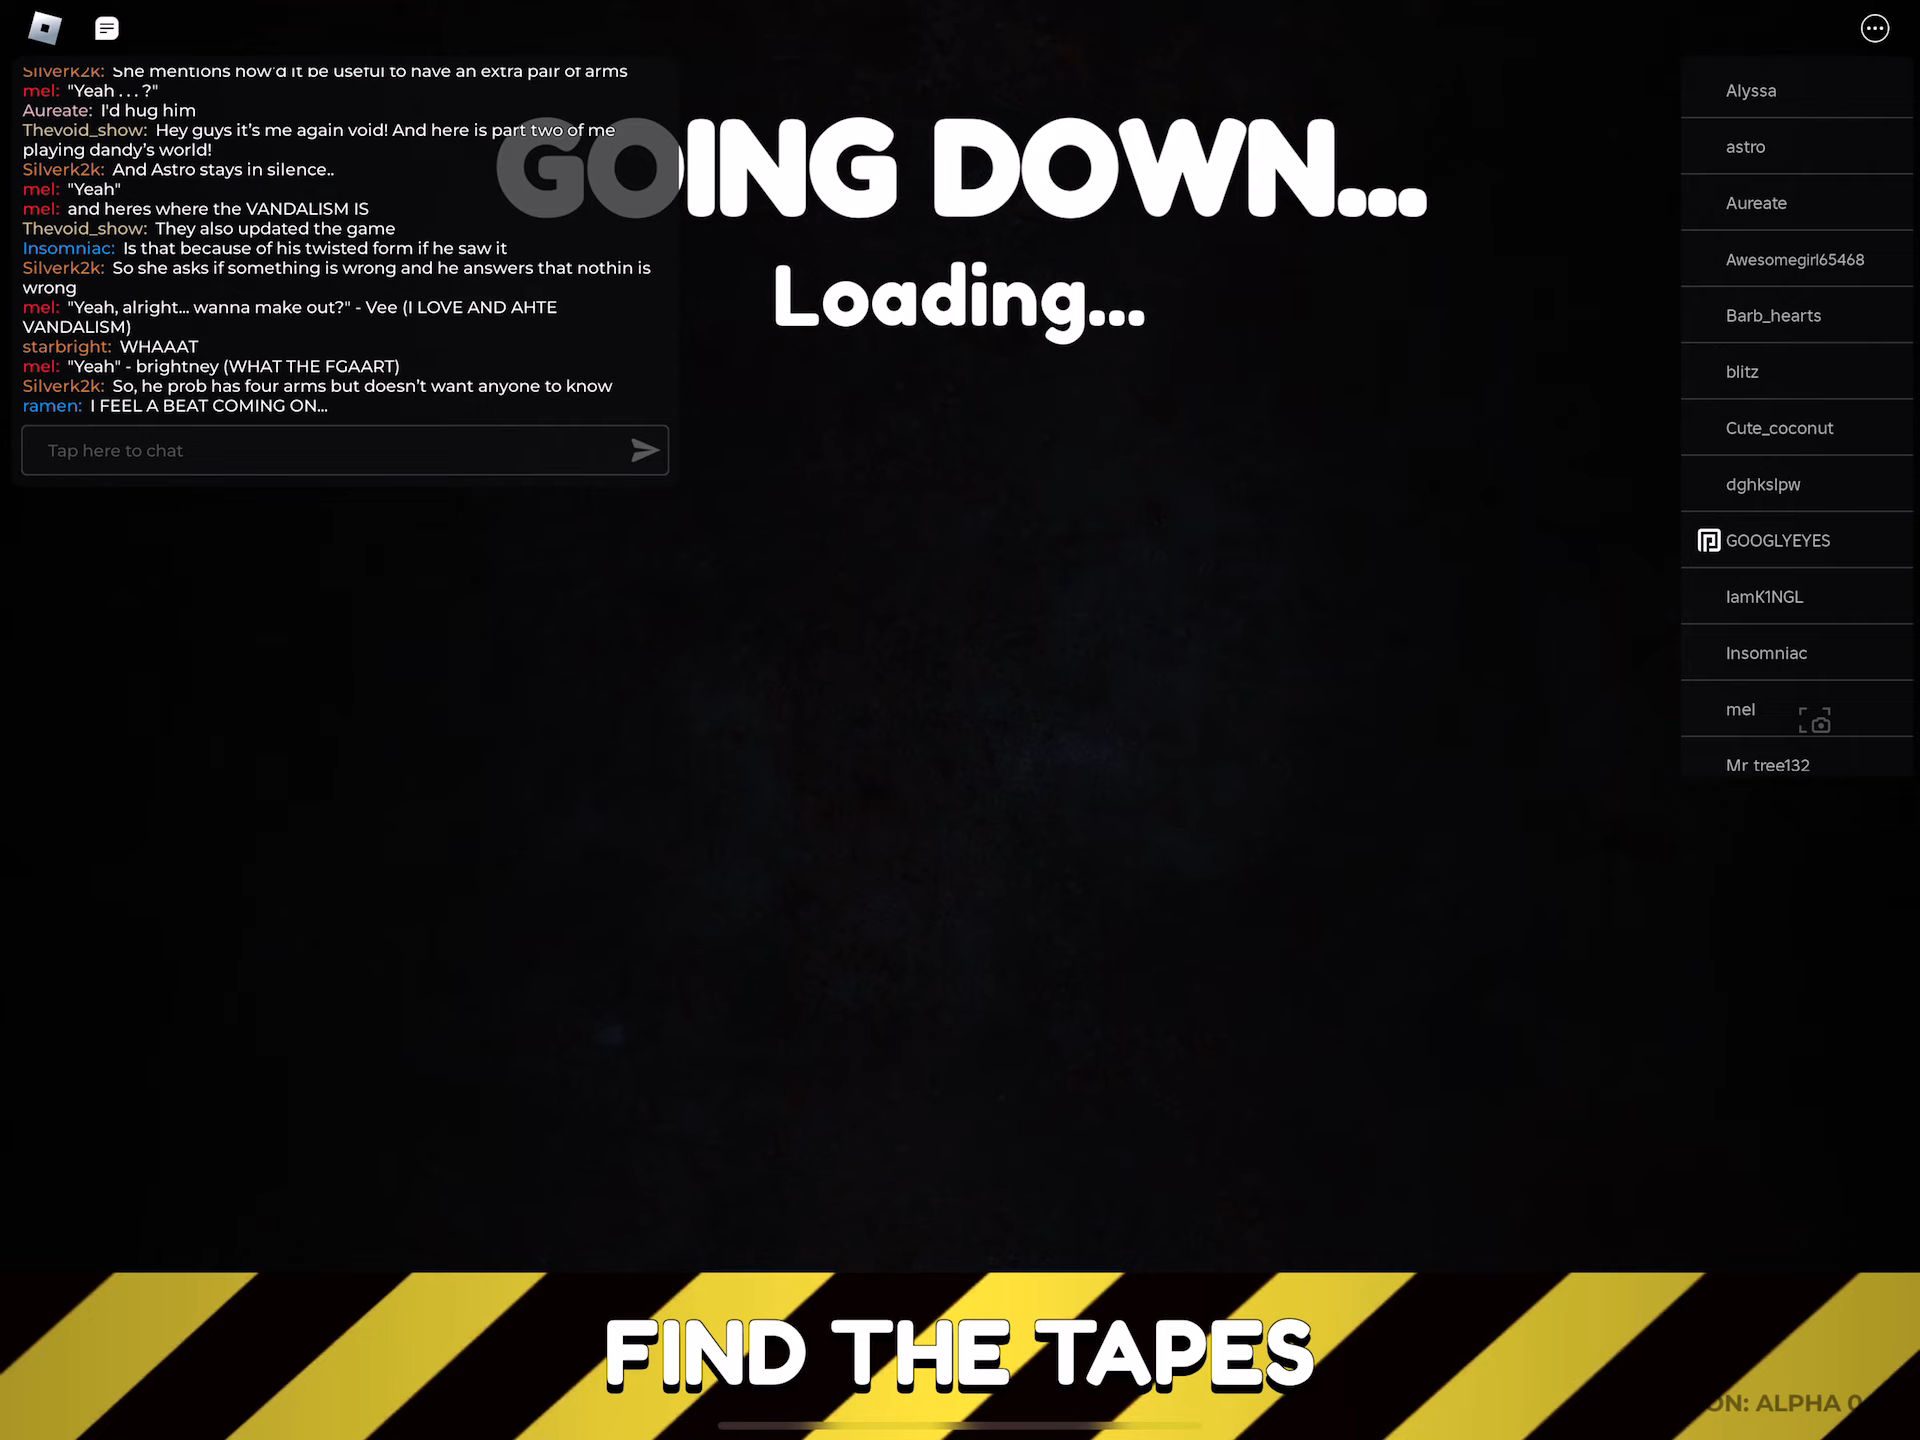 Silverk2k: She mentions how'd it be useful to have an extra pair of arms
mel: "Yeah . . . ?"
Aureate: I'd hug him
Thevoid_show: Hey guys it's me again void! And here is part two of me
playing dandy's world!
Silverk2k: And Astro stays in silence..
mel: "Yeah"
mel: and heres where the VANDALISM IS
Thevoid_show: They also updated the game
Insomniac: Is that because of his twisted form if he saw it
Silverk2k: So she asks if something is wrong and he answers that nothin is
wrong
mel: "Yeah, alright... wanna make out?" - Vee (I LOVE AND AHTE
VANDALISM)
starbright: WHAAAT
mel: "Yeah" - brightney (WHAT THE FGAART)
Silverk2k: So, he prob has four arms but doesn't want anyone to know
ramen: I FEEL A BEAT COMING ON...
Tap here to chat
GOING DOWN...
Loading...
Alyssa
astro
Aureate
Awesomegirl65468
Barb_hearts
blitz
Cute_coconut
dghkslpw
GOOGLYEYES
IamK1NGL
Insomniac
mel
Mr tree132
FIND THE TAPES
ON: ALPHA 0